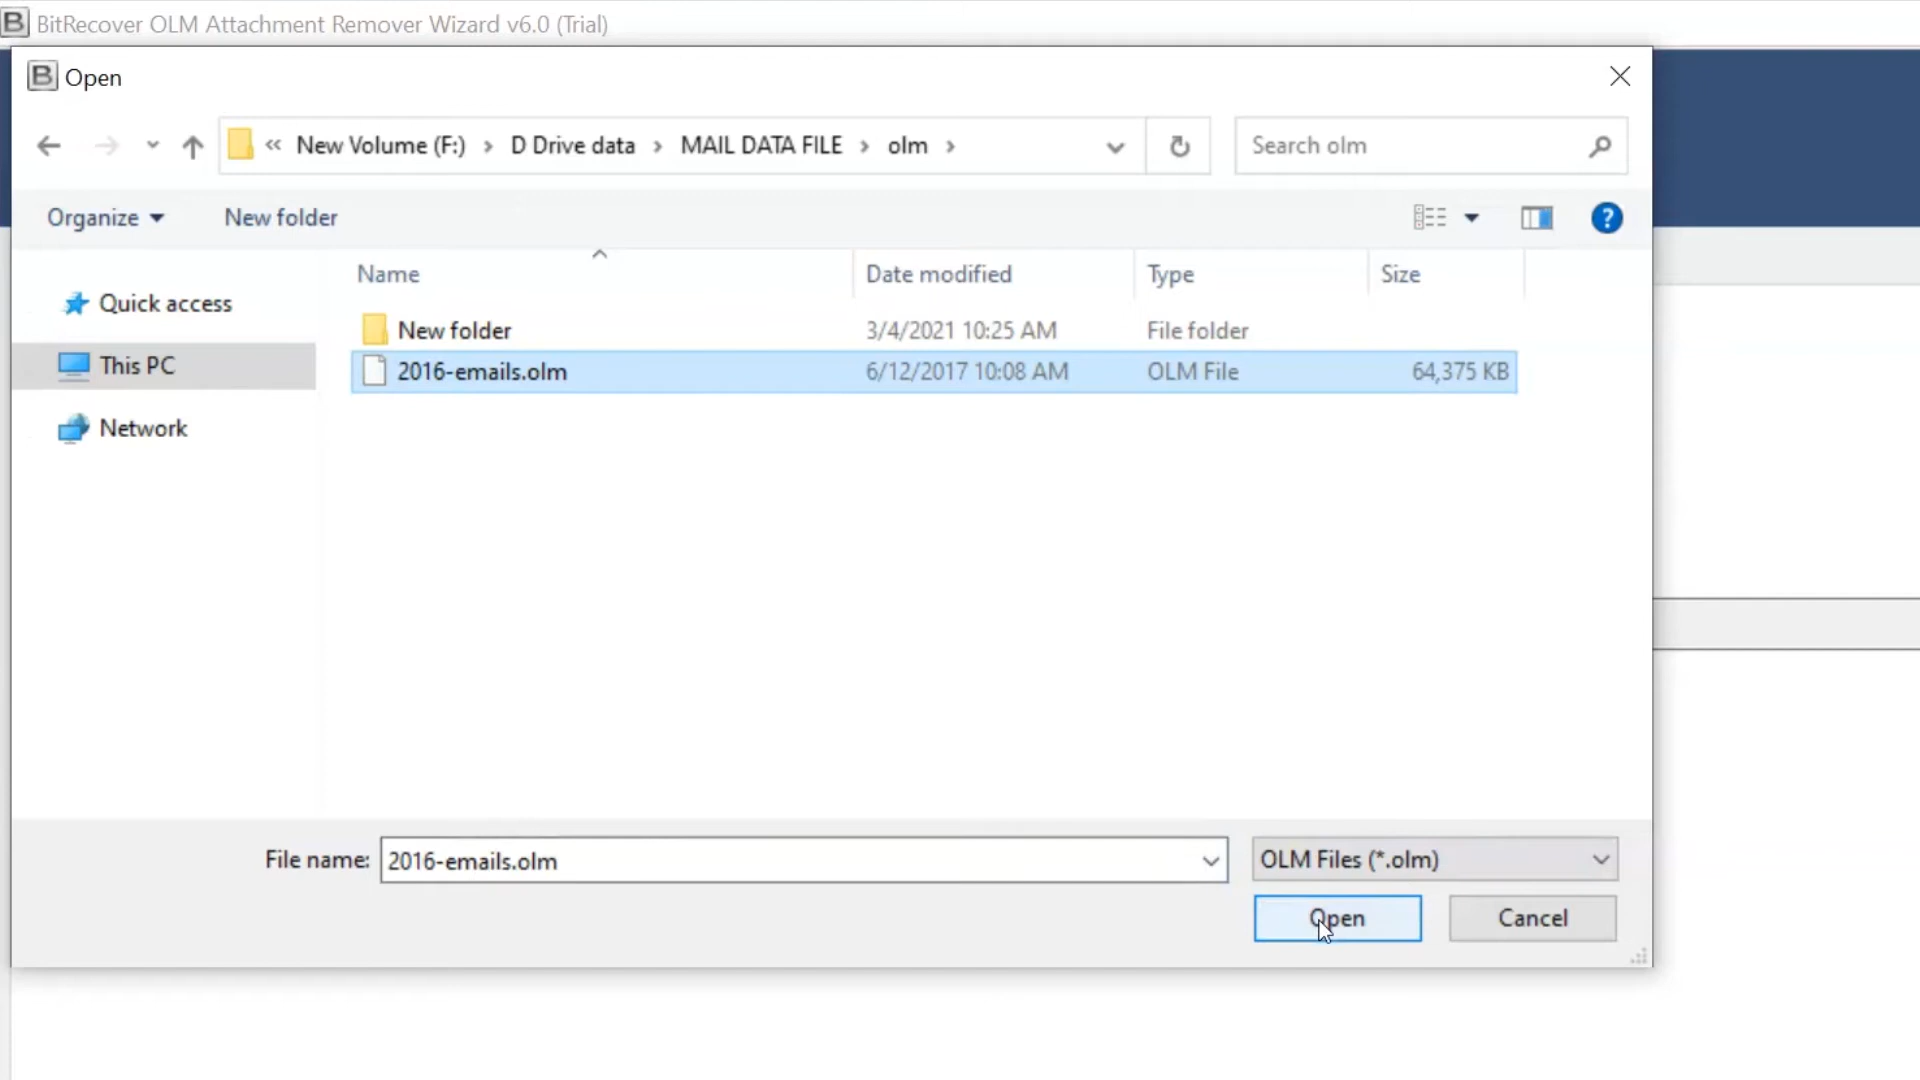 BitRecover OLM Attachment Remover Wizard v6.0 (Trial)
Open
« New Volume (F:) › D Drive data › MAIL DATA FILE › olm ›
Search olm
Organize
New folder
Name Date modified Type Size
Quick access
This PC
Network
New folder 3/4/2021 10:25 AM File folder
2016-emails.olm 6/12/2017 10:08 AM OLM File 64,375 KB
File name: 2016-emails.olm
OLM Files (*.olm)
Open
Cancel